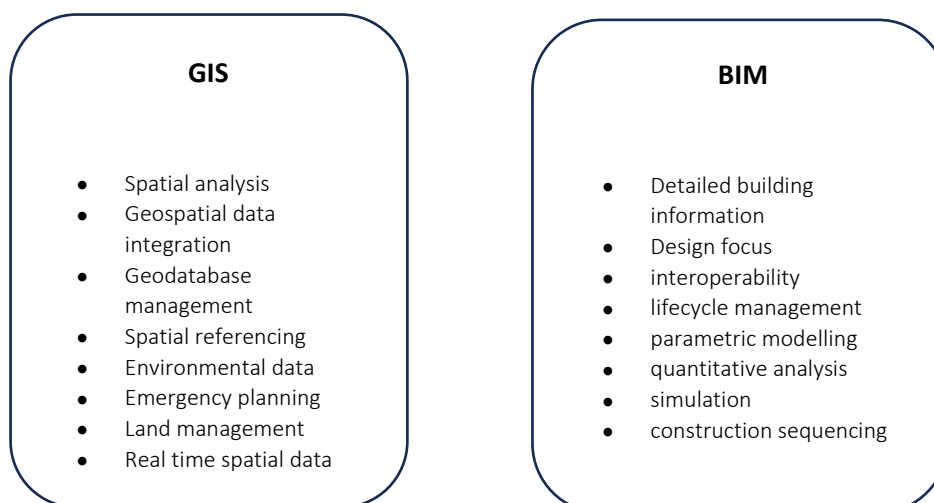 GIS
● Spatial analysis
● Geospatial data
integration
● Geodatabase
management
● Spatial referencing
● Environmental data
● Emergency planning
● Land management
● Real time spatial data
BIM
● Detailed building
information
● Design focus
● interoperability
● lifecycle management
● parametric modelling
● quantitative analysis
● simulation
● construction sequencing